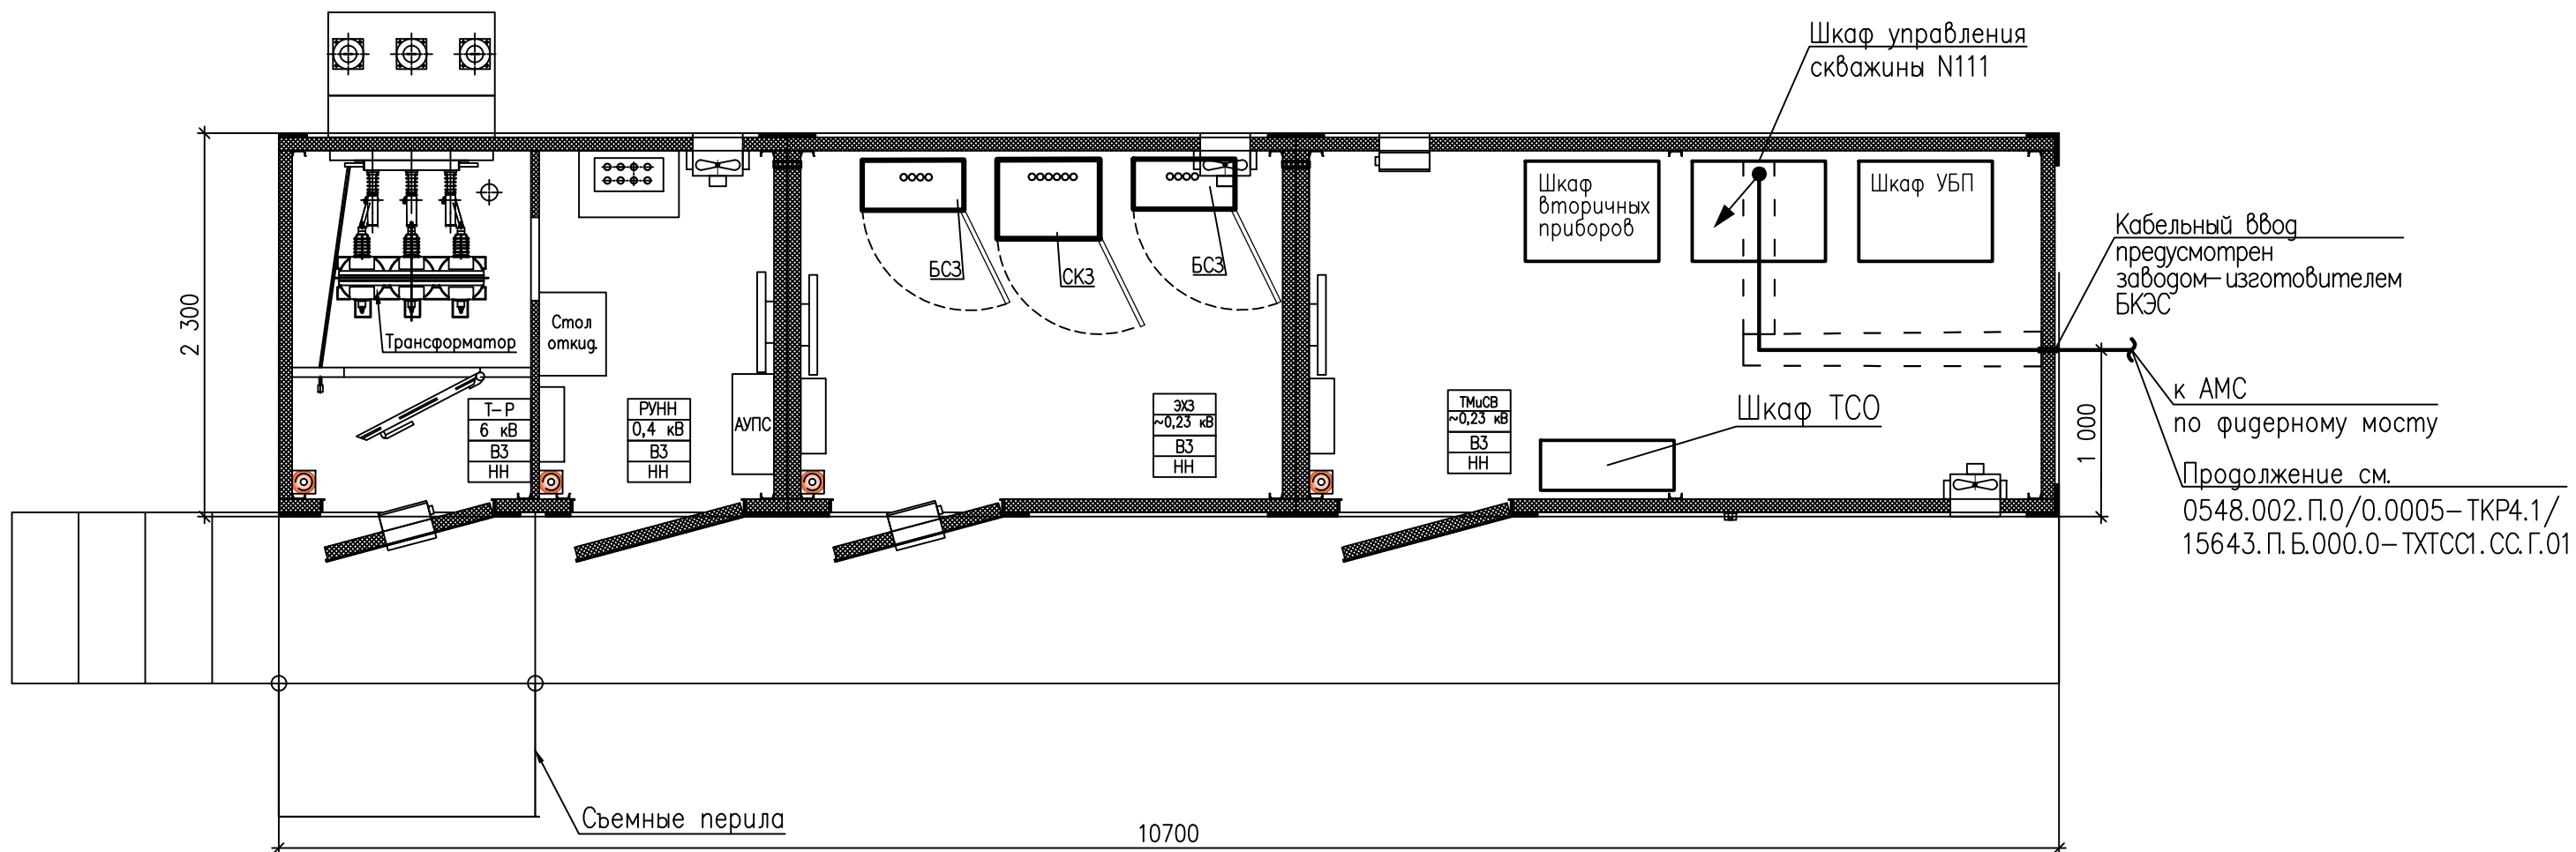 Шкаф управления
скважины N111
Шкаф
вторичных
приборов
Шкаф УБП
Кабельный ввод
предусмотрен
заводом-изготовителем
БКЭС
БСЗ
СКЗ
БСЗ
2 300
Стол
откид.
Трансформатор
Т-Р
6 кВ
В3
НН
РУНН
0,4 кВ
В3
НН
АУПС
ЭХЗ
~0,23 кВ
В3
НН
ТМиСВ
~0,23 кВ
В3
НН
Шкаф ТСО
1 000
к АМС
по фидерному мосту
Продолжение см.
0548.002.П.0/0.0005-ТКР4.1/
15643.П.Б.000.0-ТХТСС1.СС.Г.01
Съемные перила
10700